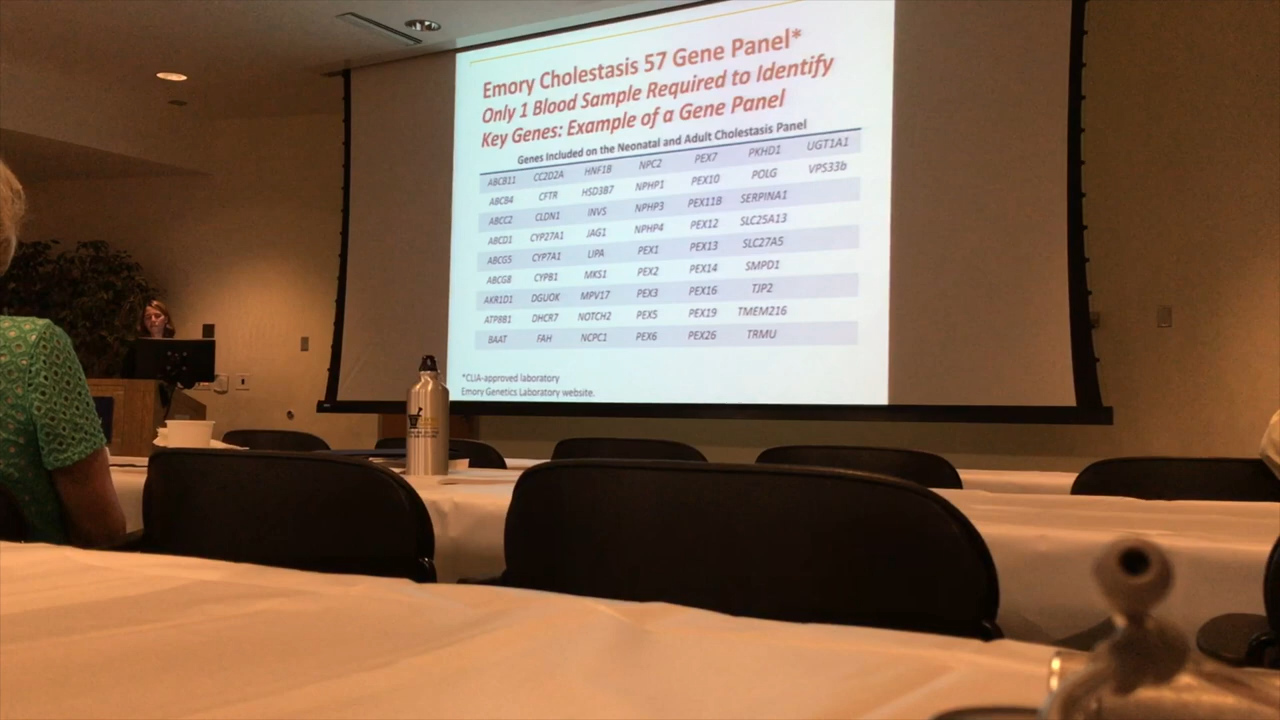 Emory Cholestasis 57 Gene Panel*
Only 1 Blood Sample Required to Identify
Key Genes: Example of a Gene Panel
Genes Included on the Neonatal and Adult Cholestasis Panel
ABCB11 CC2D2A HNF1B NPC2 PEX7 PKHD1 UGT1A1
ABCB4 CFTR HSD3B7 NPHP1 PEX10 POLG VPS33b
ABCC2 CLDN1 INVS NPHP3 PEX11B SERPINA1
ABCD1 CYP27A1 JAG1 NPHP4 PEX12 SLC25A13
ABCG5 CYP7A1 LIPA PEX1 PEX13 SLC27A5
ABCG8 CYPB1 MKS1 PEX2 PEX14 SMPD1
AKR1D1 DGUOK MPV17 PEX3 PEX16 TJP2
ATP8B1 DHCR7 NOTCH2 PEX5 PEX19 TMEM216
BAAT FAH NCPC1 PEX6 PEX26 TRMU
*CLIA-approved laboratory
Emory Genetics Laboratory website.